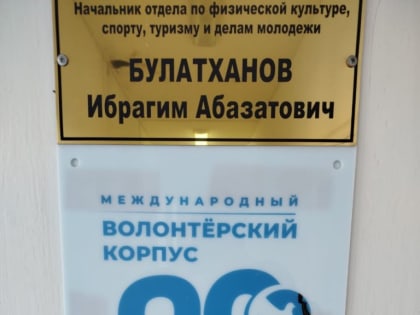 Начальник отдела по физической культуре,
спорту, туризму и делам молодежи
БУЛАТХАНОВ
Ибрагим Абазатович
МЕЖДУНАРОДНЫЙ
ВОЛОНТЁРСКИЙ
КОРПУС